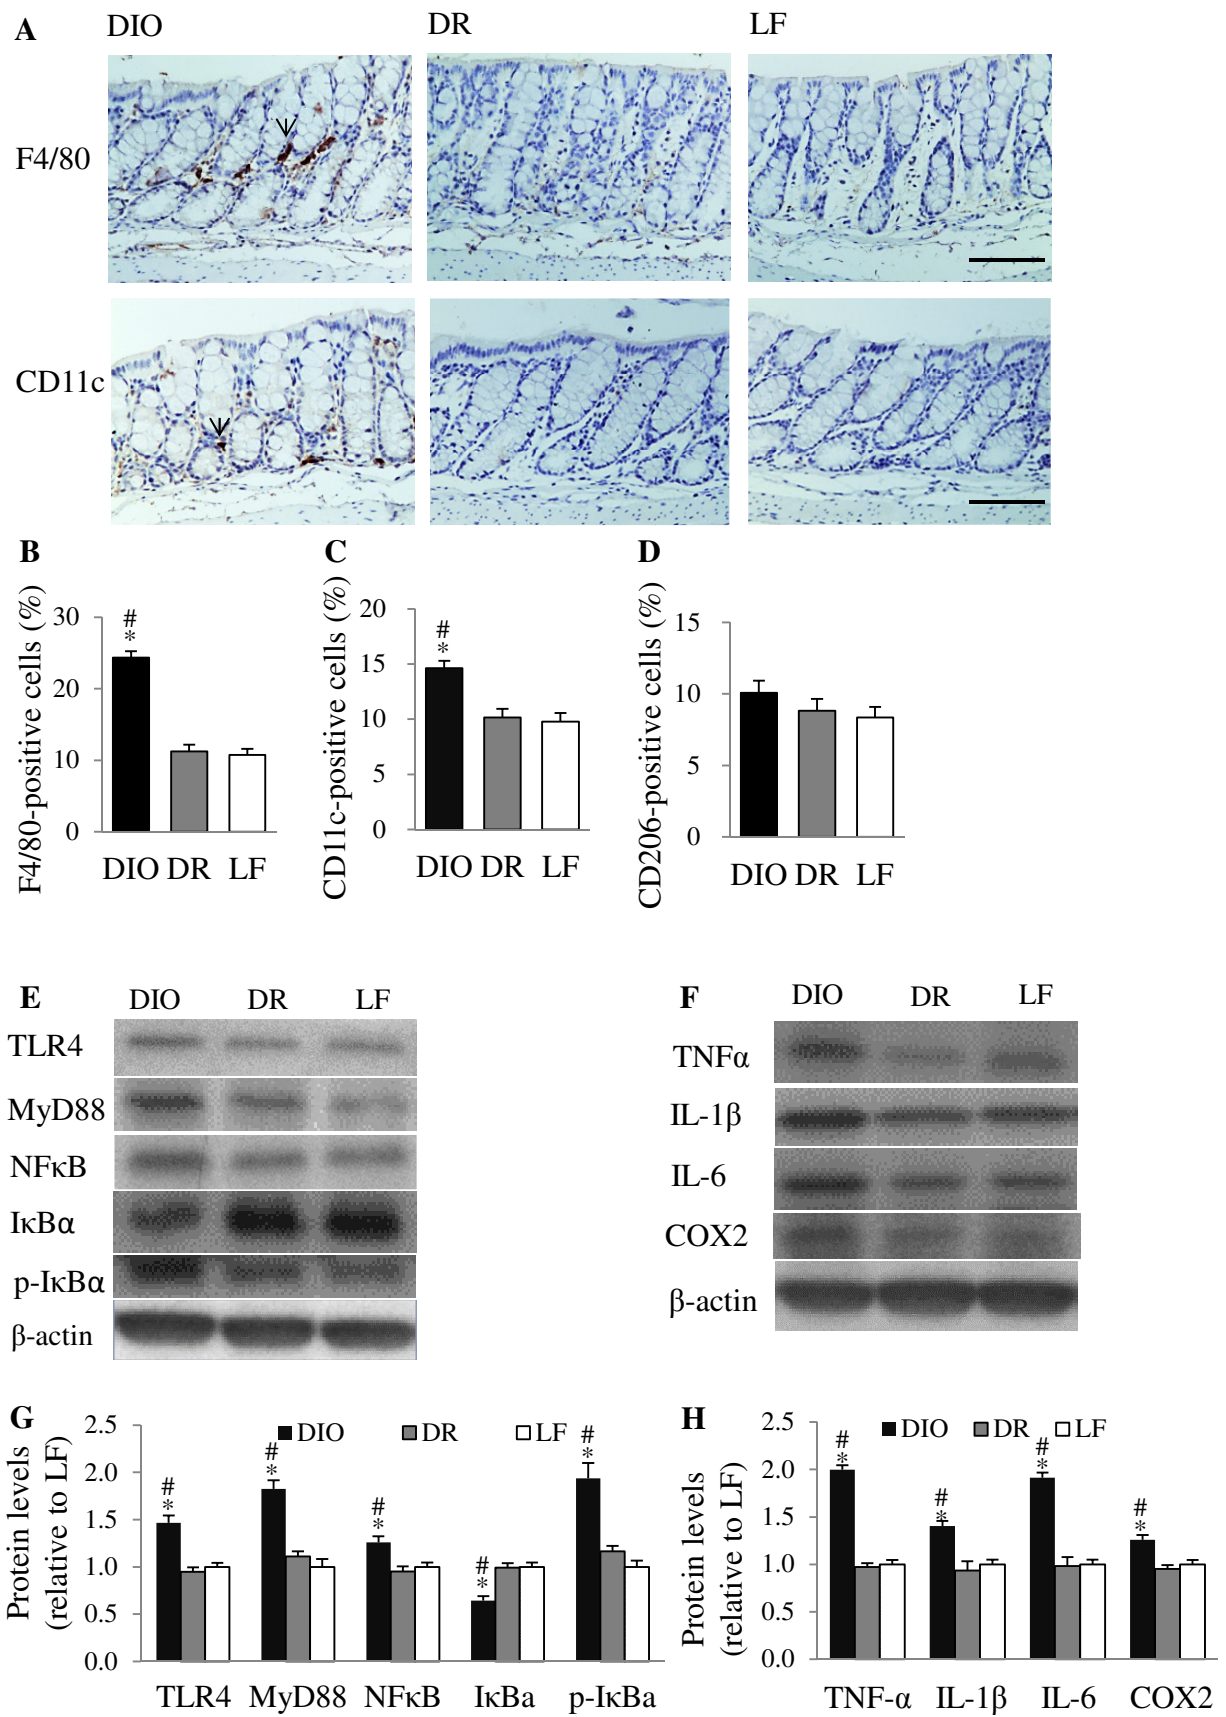 A DIO DR LF
F4/80
CD11c
B C D
F4/80-positive cells (%)
30
20
10
0
#
*
DIO DR LF
CD11c-positive cells (%)
20
15
10
5
0
#
*
DIO DR LF
CD206-positive cells (%)
15
10
5
0
DIO DR LF
E DIO DR LF
TLR4
MyD88
NFκB
IκBα
p-IκBα
β-actin
F DIO DR LF
TNFα
IL-1β
IL-6
COX2
β-actin
G
Protein levels
(relative to LF)
2.5
2.0
1.5
1.0
0.5
0.0
DIO DR LF
#
*
#
*
#
*
#
*
#
*
TLR4 MyD88 NFκB IκBa p-IκBa
H
Protein levels
(relative to LF)
2.5
2.0
1.5
1.0
0.5
0.0
DIO DR LF
#
*
#
*
#
*
#
*
TNF-α IL-1β IL-6 COX2